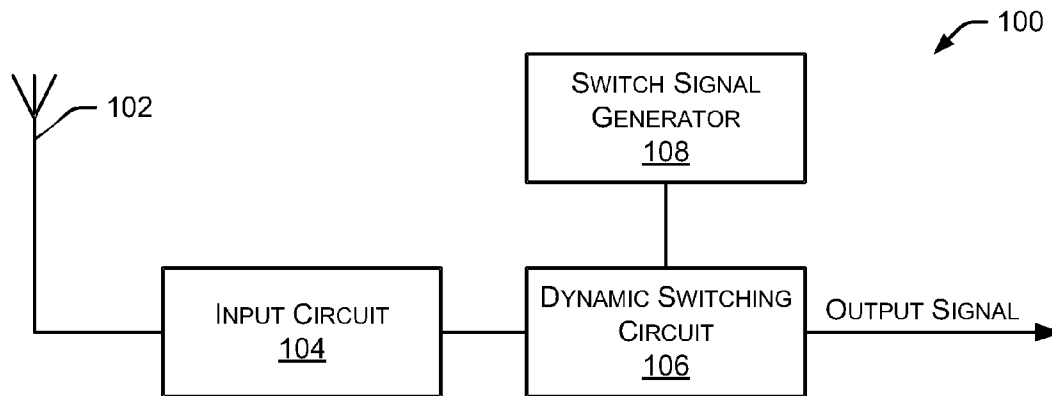 100
102
SWITCH SIGNAL
GENERATOR
108
INPUT CIRCUIT
104
DYNAMIC SWITCHING
CIRCUIT
106
OUTPUT SIGNAL